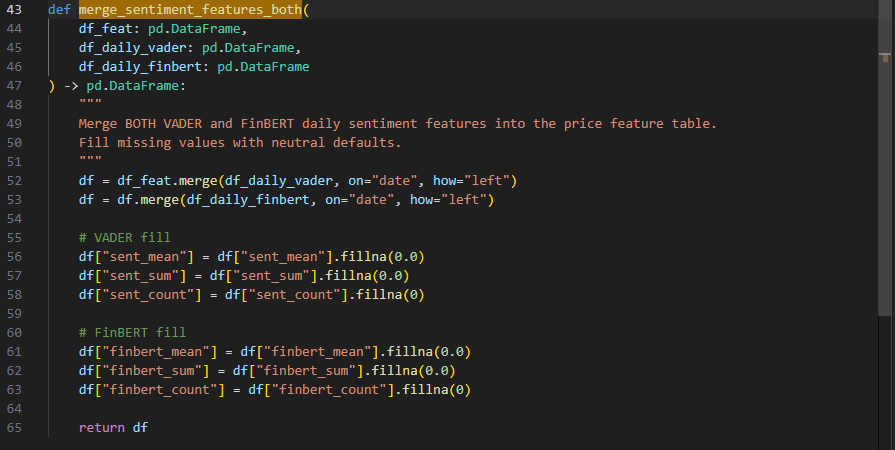 43 def merge_sentiment_features_both(
44     df_feat: pd.DataFrame,
45     df_daily_vader: pd.DataFrame,
46     df_daily_finbert: pd.DataFrame
47 ) -> pd.DataFrame:
48     """
49     Merge BOTH VADER and FinBERT daily sentiment features into the price feature table.
50     Fill missing values with neutral defaults.
51     """
52     df = df_feat.merge(df_daily_vader, on="date", how="left")
53     df = df.merge(df_daily_finbert, on="date", how="left")
54
55     # VADER fill
56     df["sent_mean"] = df["sent_mean"].fillna(0.0)
57     df["sent_sum"] = df["sent_sum"].fillna(0.0)
58     df["sent_count"] = df["sent_count"].fillna(0)
59
60     # FinBERT fill
61     df["finbert_mean"] = df["finbert_mean"].fillna(0.0)
62     df["finbert_sum"] = df["finbert_sum"].fillna(0.0)
63     df["finbert_count"] = df["finbert_count"].fillna(0)
64
65     return df